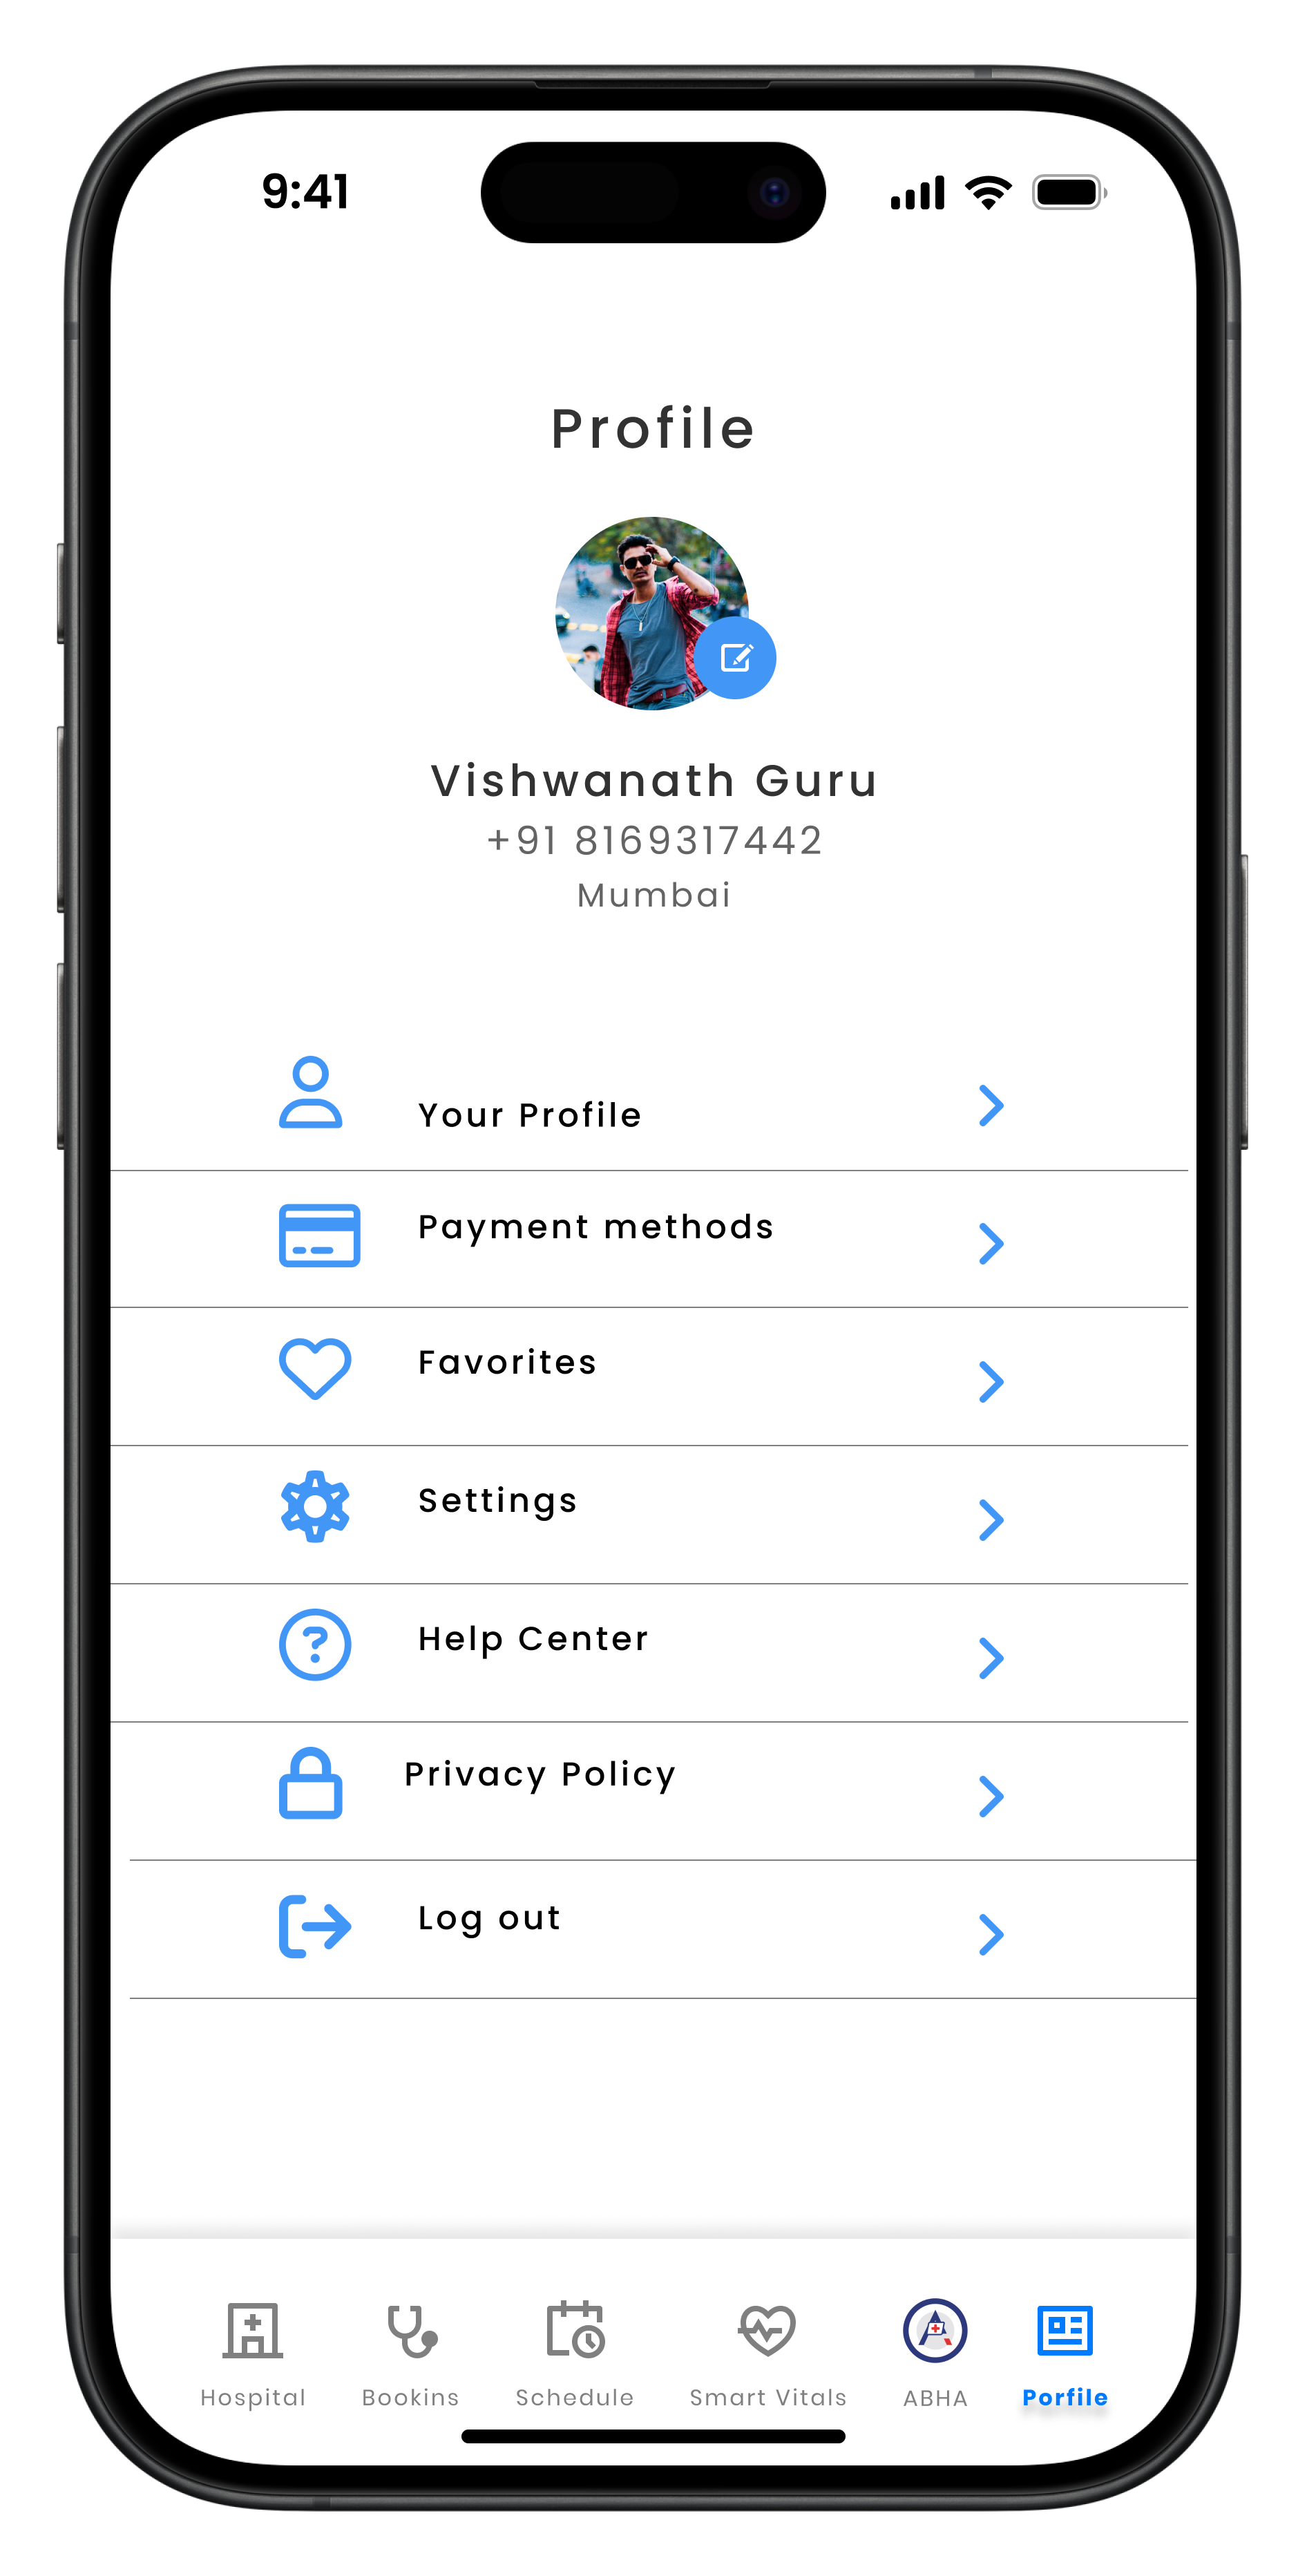 9:41
Profile
Vishwanath Guru
+91 8169317442
Mumbai
Your Profile
Payment methods
Favorites
Settings
Help Center
Privacy Policy
Log out
Hospital Bookins Schedule Smart Vitals ABHA Porfile